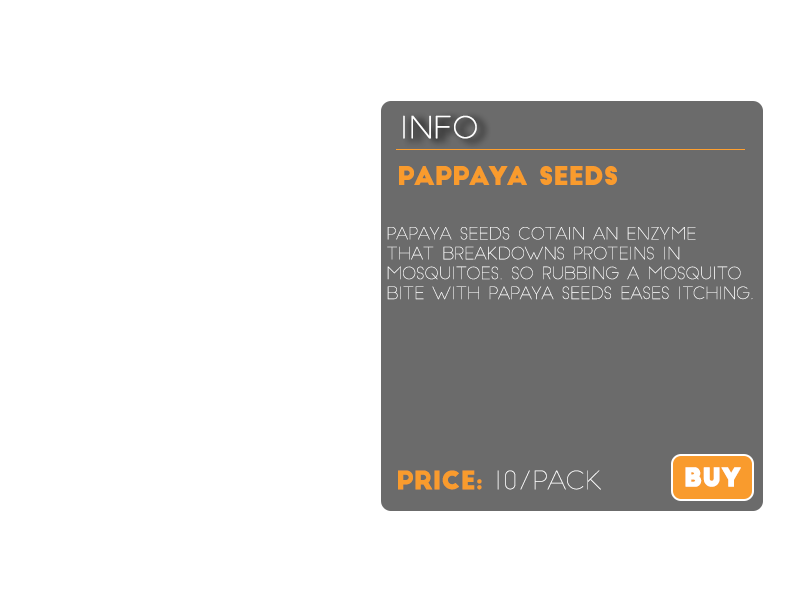 INFO
PAPPAYA SEEDS
PAPAYA SEEDS COTAIN AN ENZYME
THAT BREAKDOWNS PROTEINS IN
MOSQUITOES. SO RUBBING A MOSQUITO
BITE WITH PAPAYA SEEDS EASES ITCHING.
PRICE: 10/PACK
BUY